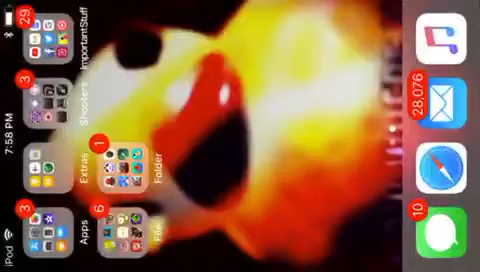 iPod 7:58 PM
3 3 29
Apps Extras Shooters ImportantStuff
6 1
File Folder
10 28,076